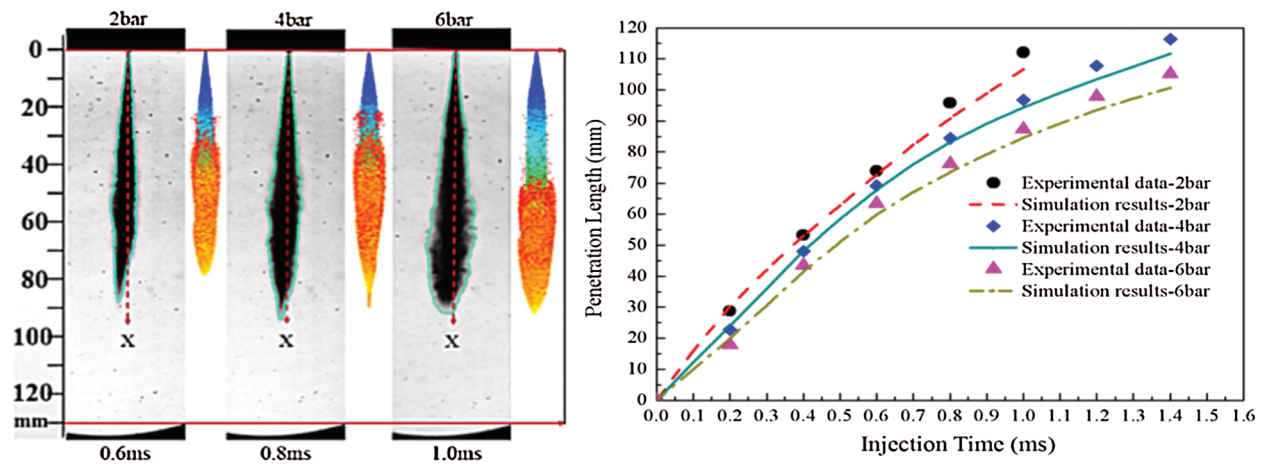 2bar 4bar 6bar
0
20
40
60
80
100
120
mm
X X X
0.6ms 0.8ms 1.0ms
120
110
100
90
80
70
60
50
40
30
20
10
0
Penetration Length (mm)
Experimental data-2bar
Simulation results-2bar
Experimental data-4bar
Simulation results-4bar
Experimental data-6bar
Simulation results-6bar
0.0 0.1 0.2 0.3 0.4 0.5 0.6 0.7 0.8 0.9 1.0 1.1 1.2 1.3 1.4 1.5 1.6
Injection Time (ms)